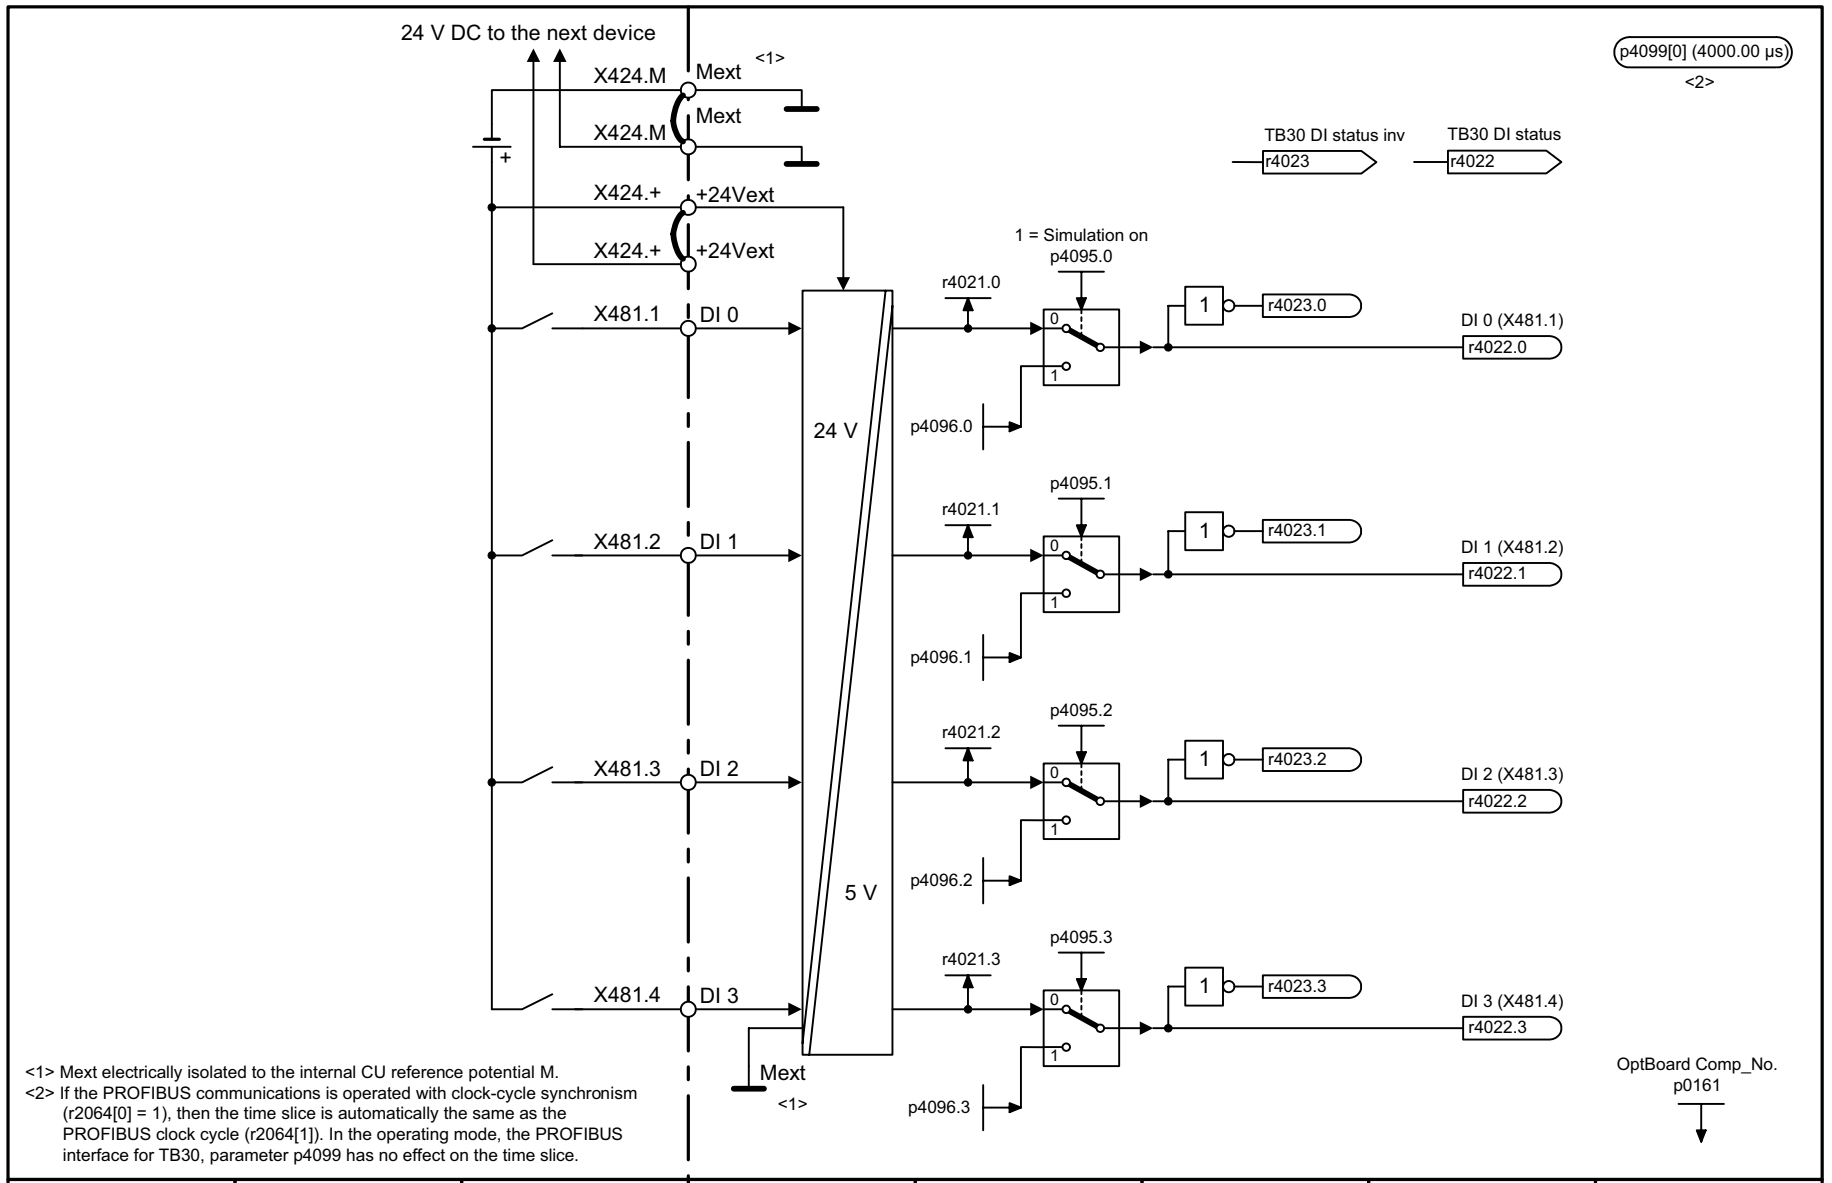 24 V DC to the next device
<1>
p4099[0] (4000.00 µs)
<2>
X424.M
Mext
X424.M
Mext
TB30 DI status inv
r4023
TB30 DI status
r4022
+
X424.+
+24Vext
X424.+
+24Vext
1 = Simulation on
p4095.0
r4021.0
X481.1
DI 0
0
1
1
r4023.0
DI 0 (X481.1)
r4022.0
p4096.0
24 V
p4095.1
r4021.1
X481.2
DI 1
0
1
1
r4023.1
DI 1 (X481.2)
r4022.1
p4096.1
p4095.2
r4021.2
X481.3
DI 2
0
1
1
r4023.2
DI 2 (X481.3)
r4022.2
p4096.2
5 V
p4095.3
r4021.3
X481.4
DI 3
0
1
1
r4023.3
DI 3 (X481.4)
r4022.3
p4096.3
Mext
<1>
OptBoard Comp_No.
p0161
<1> Mext electrically isolated to the internal CU reference potential M.
<2> If the PROFIBUS communications is operated with clock-cycle synchronism
(r2064[0] = 1), then the time slice is automatically the same as the
PROFIBUS clock cycle (r2064[1]). In the operating mode, the PROFIBUS
interface for TB30, parameter p4099 has no effect on the time slice.